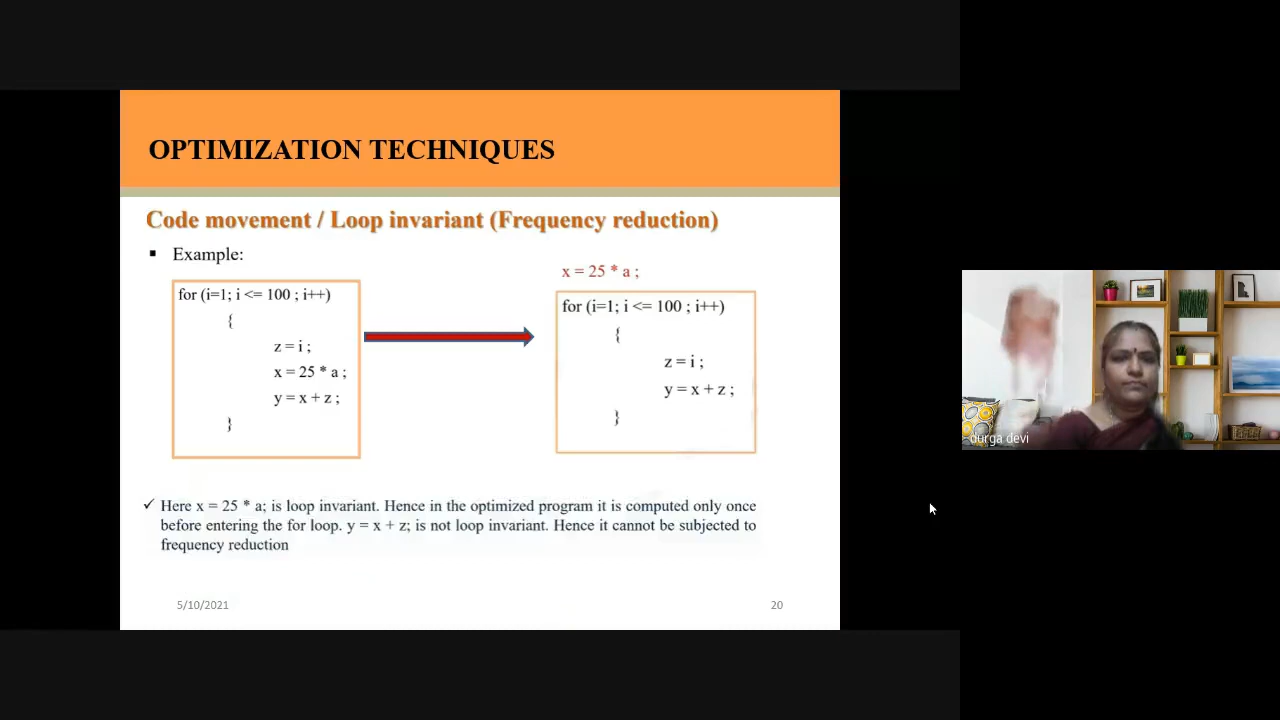 OPTIMIZATION TECHNIQUES
Code movement / Loop invariant (Frequency reduction)
▪ Example:
for (i=1; i <= 100 ; i++)
{
z = i ;
x = 25 * a ;
y = x + z ;
}
x = 25 * a ;
for (i=1; i <= 100 ; i++)
{
z = i ;
y = x + z ;
}
✓ Here x = 25 * a; is loop invariant. Hence in the optimized program it is computed only once
before entering the for loop. y = x + z; is not loop invariant. Hence it cannot be subjected to
frequency reduction
5/10/2021
20
durga devi